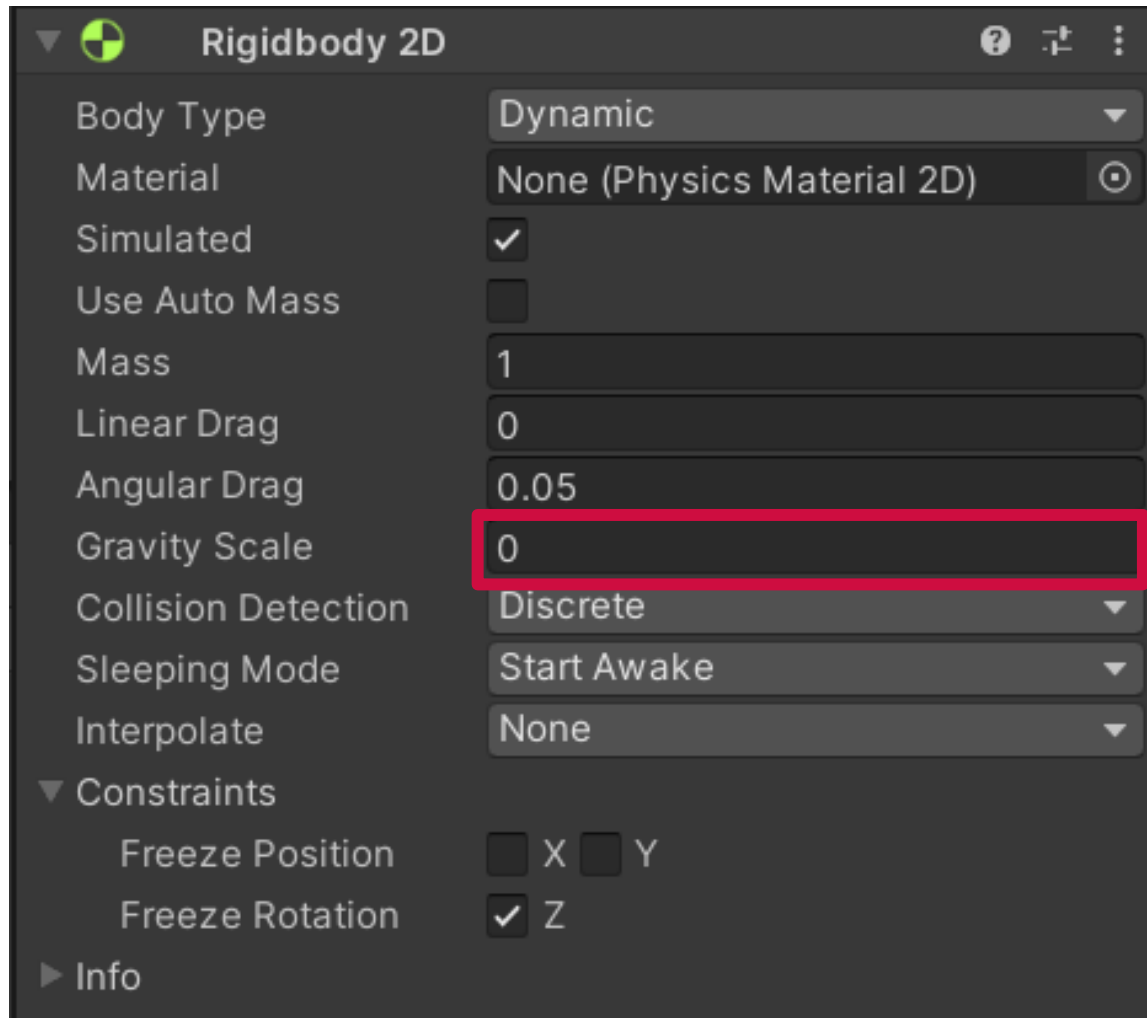 Rigidbody 2D
Body Type Dynamic
Material None (Physics Material 2D)
Simulated
Use Auto Mass
Mass 1
Linear Drag 0
Angular Drag 0.05
Gravity Scale 0
Collision Detection Discrete
Sleeping Mode Start Awake
Interpolate None
Constraints
Freeze Position X Y
Freeze Rotation Z
Info